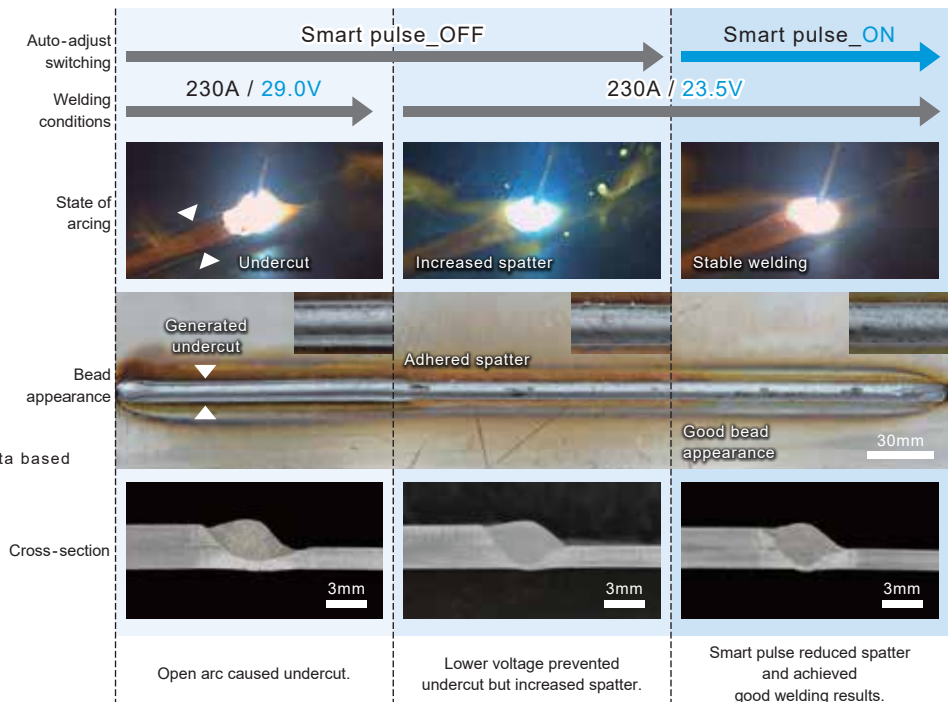 Auto-adjust
switching
Smart pulse_OFF
Smart pulse_ON
Welding
conditions
230A / 29.0V
230A / 23.5V
State of
arcing
Undercut
Increased spatter
Stable welding
Bead
appearance
Generated
undercut
Adhered spatter
Good bead
appearance
30mm
ta based
Cross-section
3mm
3mm
3mm
Open arc caused undercut.
Lower voltage prevented
undercut but increased spatter.
Smart pulse reduced spatter
and achieved
good welding results.